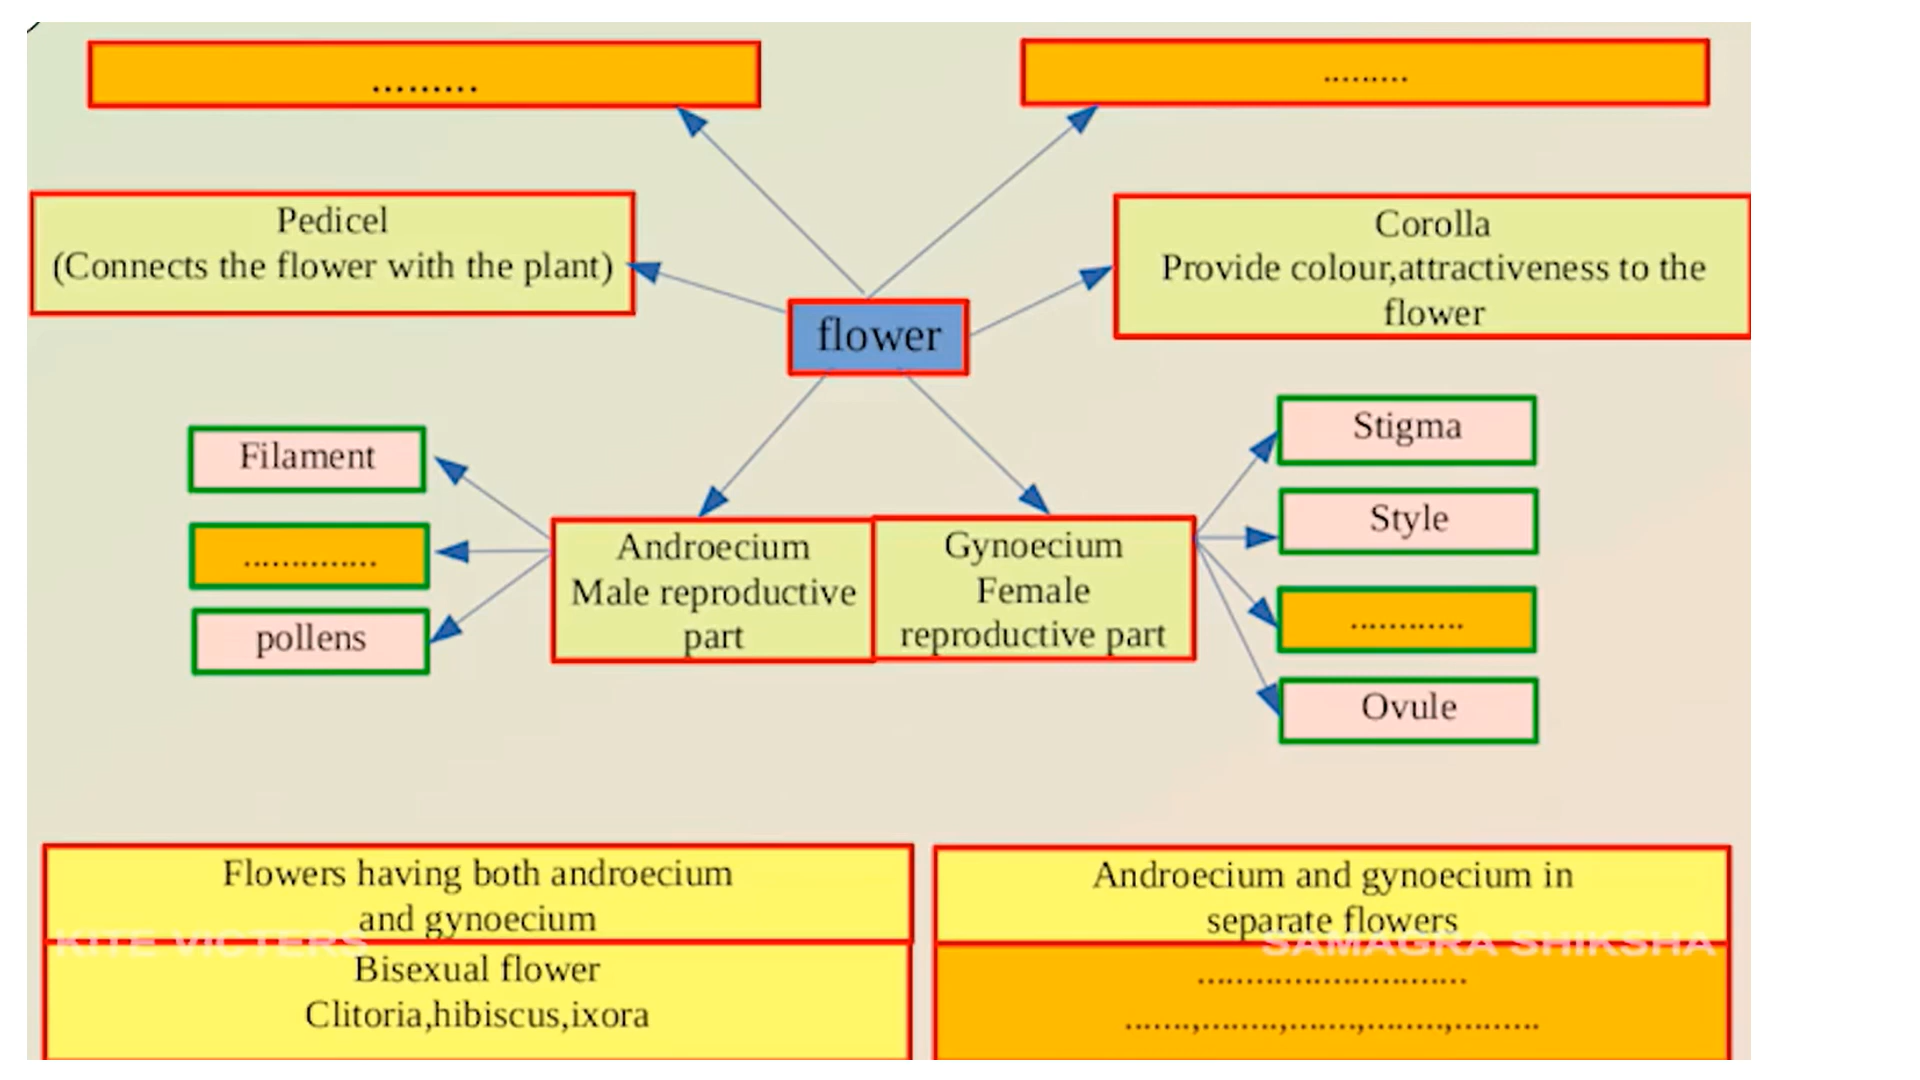 .........
.........
Pedicel
(Connects the flower with the plant)
Corolla
Provide colour,attractiveness to the
flower
flower
Filament
..............
pollens
Androecium
Male reproductive
part
Gynoecium
Female
reproductive part
Stigma
Style
............
Ovule
Flowers having both androecium
and gynoecium
Bisexual flower
Clitoria,hibiscus,ixora
Androecium and gynoecium in
separate flowers
............................
.......,........,.......,........,.........
KITE VICTERS
SAMAGRA SHIKSHA